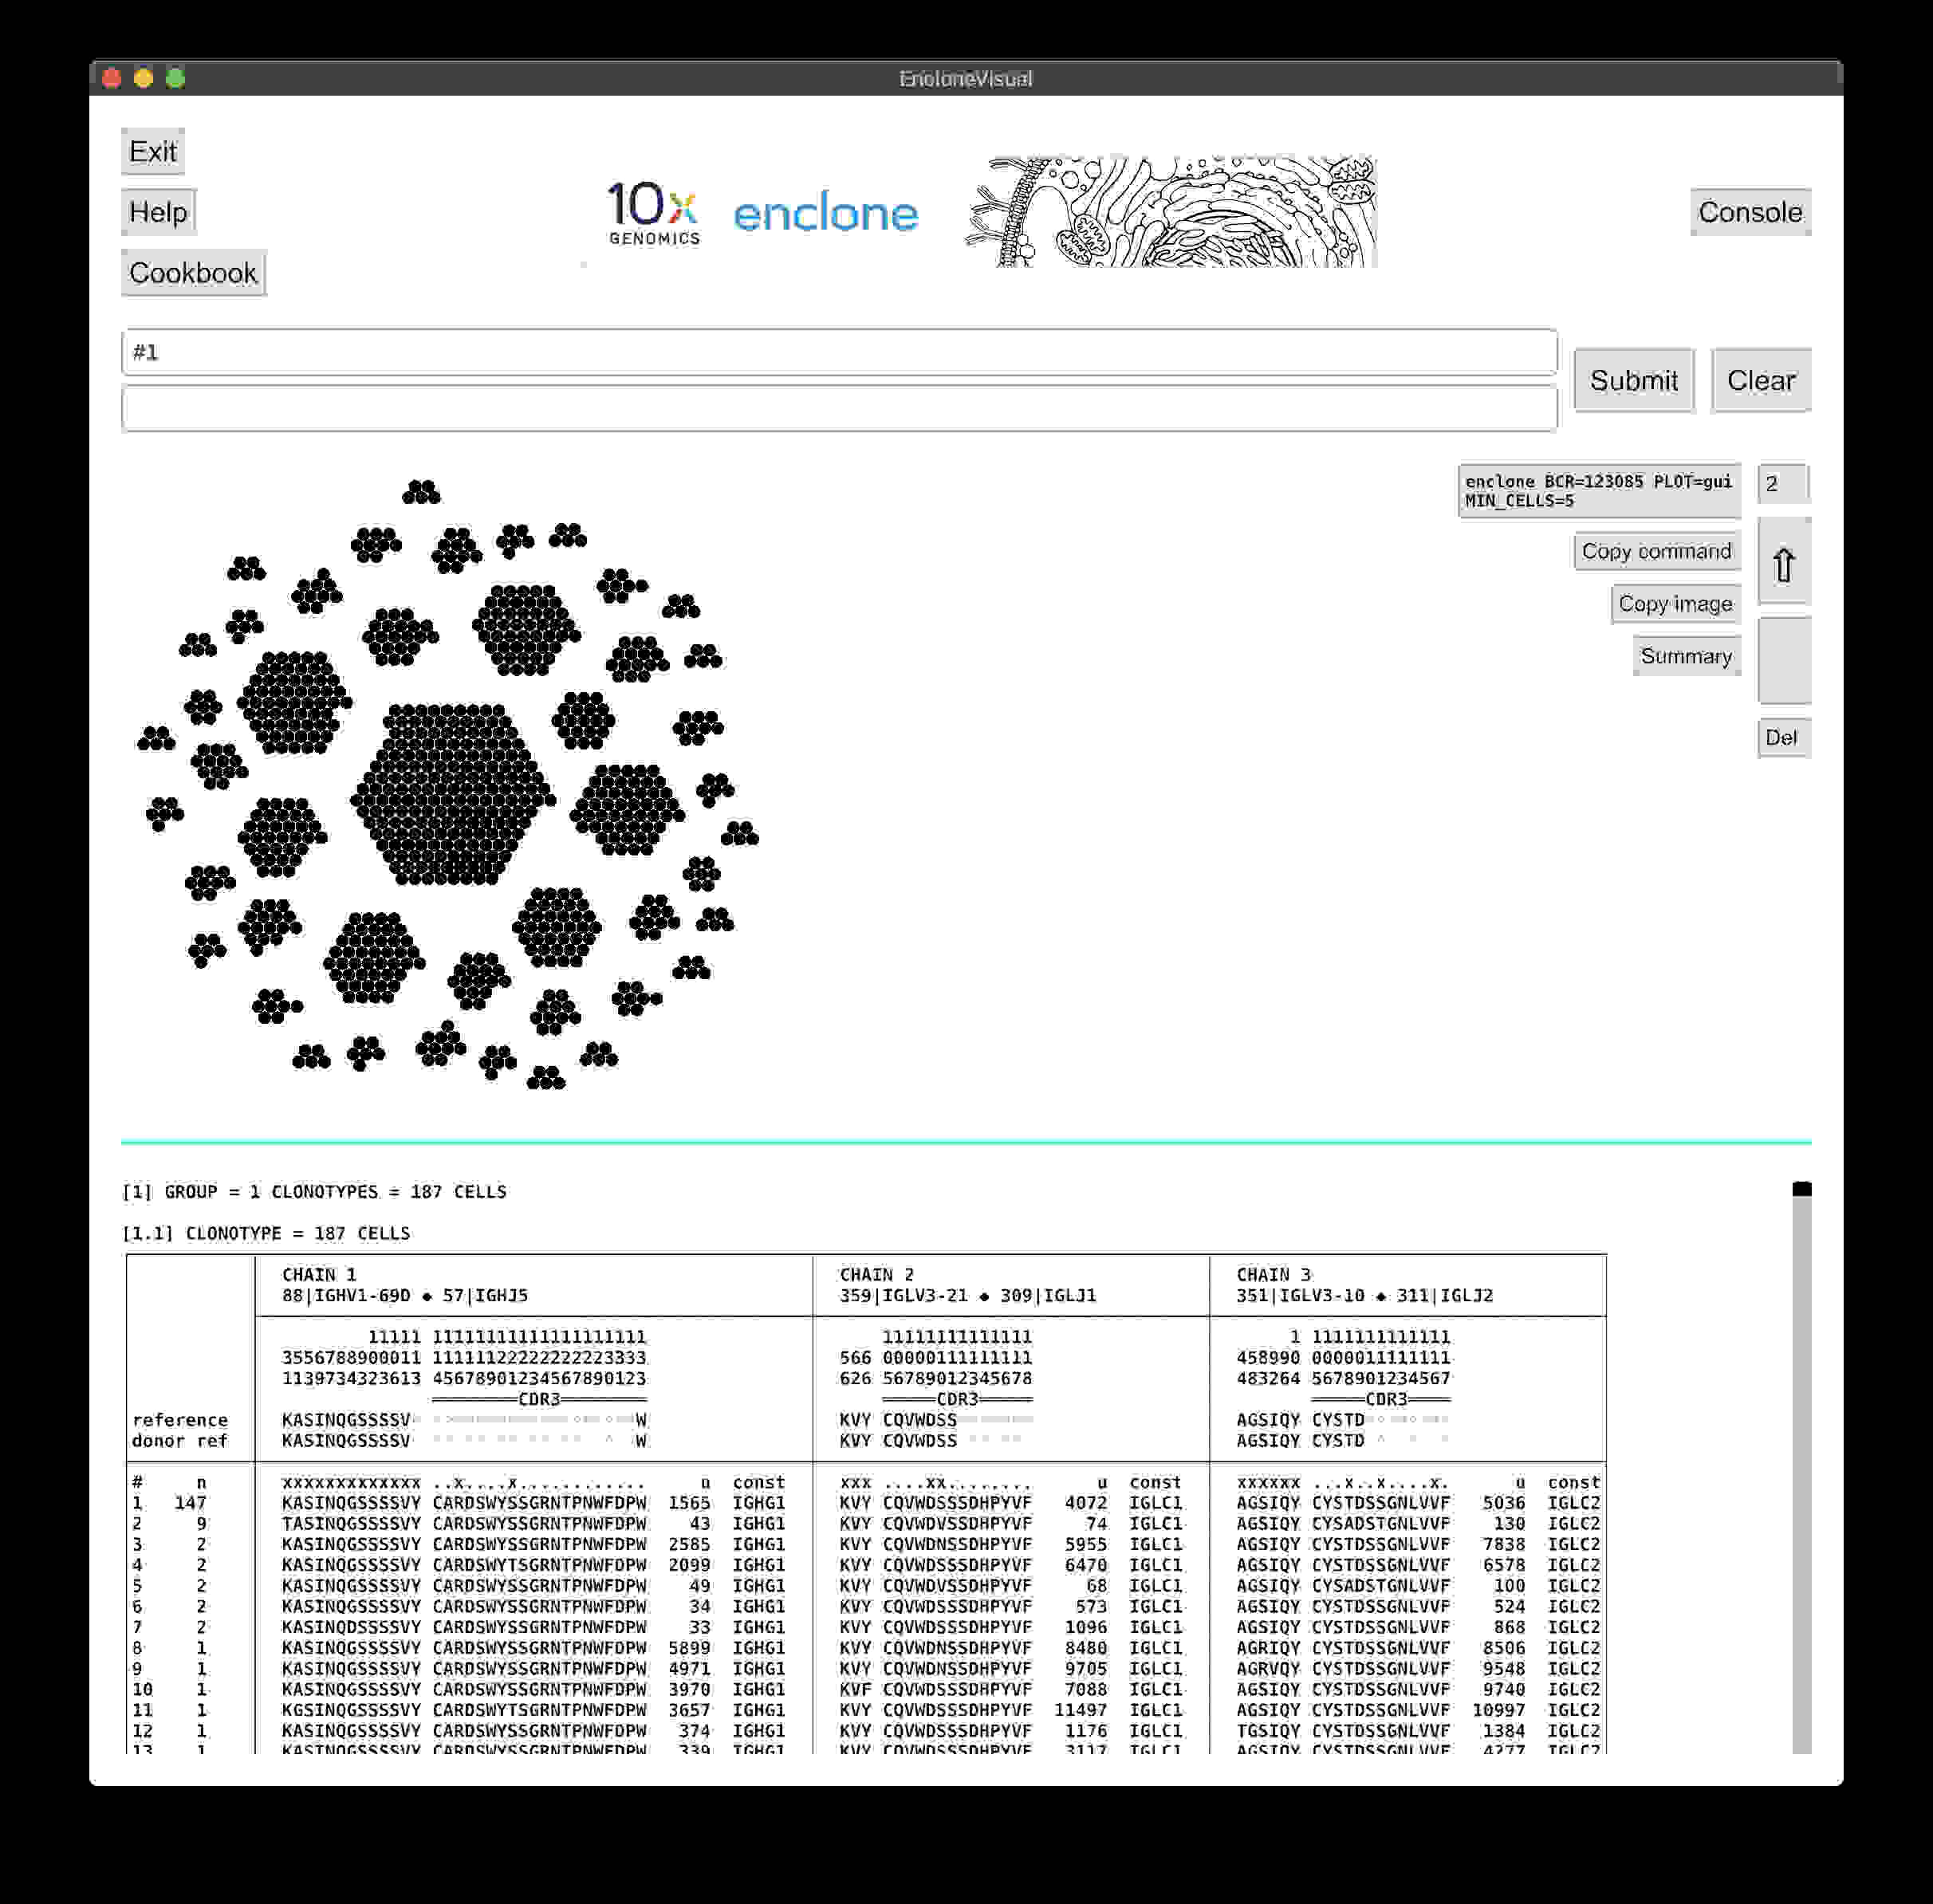 EncloneVisual
Exit
Help
Cookbook
10x
GENOMICS
enclone
Console
#1
Submit
Clear
enclone BCR=123085 PLOT=gui
MIN_CELLS=5
2
Copy command
⇧
Copy image
Summary
Del
[1] GROUP = 1 CLONOTYPES = 187 CELLS
[1.1] CLONOTYPE = 187 CELLS
CHAIN 1 CHAIN 2 CHAIN 3
88|IGHV1-69D ◆ 57|IGHJ5 359|IGLV3-21 ◆ 309|IGLJ1 351|IGLV3-10 ◆ 311|IGLJ2
11111 11111111111111111111 11111111111111 1 1111111111111
3556788900011 11111122222222223333 566 00000111111111 458990 0000011111111
1139734323613 45678901234567890123 626 56789012345678 483264 5678901234567
CDR3 CDR3 CDR3
reference KASINQGSSSSV W KVY CQVWDSS AGSIQY CYSTD
donor ref KASINQGSSSSV W KVY CQVWDSS AGSIQY CYSTD
# n xxxxxxxxxxxxx ..x....x............ u const xxx ....xx........ u const xxxxxx ...x..x....x. u const
1 147 KASINQGSSSSVY CARDSWYSSGRNTPNWFDPW 1565 IGHG1 KVY CQVWDSSSDHPYVF 4072 IGLC1 AGSIQY CYSTDSSGNLVVF 5036 IGLC2
2 9 TASINQGSSSSVY CARDSWYSSGRNTPNWFDPW 43 IGHG1 KVY CQVWDVSSDHPYVF 74 IGLC1 AGSIQY CYSADSTGNLVVF 130 IGLC2
3 2 KASINQGSSSSVY CARDSWYSSGRNTPNWFDPW 2585 IGHG1 KVY CQVWDNSSDHPYVF 5955 IGLC1 AGSIQY CYSTDSSGNLVVF 7838 IGLC2
4 2 KASINQGSSSSVY CARDSWYTSGRNTPNWFDPW 2099 IGHG1 KVY CQVWDSSSDHPYVF 6470 IGLC1 AGSIQY CYSTDSSGNLVVF 6578 IGLC2
5 2 KASINQGSSSSVY CARDSWYSSGRNTPNWFDPW 49 IGHG1 KVY CQVWDVSSDHPYVF 68 IGLC1 AGSIQY CYSADSTGNLVVF 100 IGLC2
6 2 KASINQGSSSSVY CARDSWYSSGRNTPNWFDPW 34 IGHG1 KVY CQVWDSSSDHPYVF 573 IGLC1 AGSIQY CYSTDSSGNLVVF 524 IGLC2
7 2 KASINQDSSSSVY CARDSWYSSGRNTPNWFDPW 33 IGHG1 KVY CQVWDSSSDHPYVF 1096 IGLC1 AGSIQY CYSTDSSGNLVVF 868 IGLC2
8 1 KASINQGSSSSVY CARDSWYSSGRNTPNWFDPW 5899 IGHG1 KVY CQVWDNSSDHPYVF 8480 IGLC1 AGRIQY CYSTDSSGNLVVF 8506 IGLC2
9 1 KASINQGSSSSVY CARDSWYSSGRNTPNWFDPW 4971 IGHG1 KVY CQVWDNSSDHPYVF 9705 IGLC1 AGRVQY CYSTDSSGNLVVF 9548 IGLC2
10 1 KASINQGSSSSVY CARDSWYSSGRNTPNWFDPW 3970 IGHG1 KVF CQVWDSSSDHPYVF 7088 IGLC1 AGSIQY CYSTDSSGNLVVF 9740 IGLC2
11 1 KGSINQGSSSSVY CARDSWYTSGRNTPNWFDPW 3657 IGHG1 KVY CQVWDSSSDHPYVF 11497 IGLC1 AGSIQY CYSTDSSGNLVVF 10997 IGLC2
12 1 KASINQGSSSSVY CARDSWYSSGRNTPNWFDPW 374 IGHG1 KVY CQVWDSSSDHPYVF 1176 IGLC1 TGSIQY CYSTDSSGNLVVF 1384 IGLC2
13 1 KASINQGSSSSVY CARDSWYSSGRNTPNWFDPW 339 IGHG1 KVY CQVWDSSSDHPYVF 3117 IGLC1 AGSIQY CYSTDSSGNLVVF 4277 IGLC2